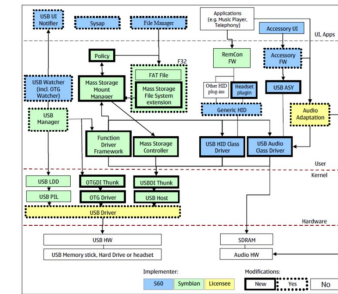 USB UI
Notifier
Sysap
File Manager
Applications
(e.g. Music Player,
Telephony)
Accessory UI
UI, Apps
Policy
F32
FAT File
Mass Storage
File System
extension
RemCon
FW
Accessory
FW
USB Watcher
(incl. OTG
Watcher)
Mass Storage
Mount
Manager
Other HID
plug-ins
Headset
plugin
USB ASY
USB
Manager
Generic HID
Audio
Adaptation
Function
Driver
Framework
Mass Storage
Controller
USB HID Class
Driver
USB Audio
Class Driver
User
Kernel
USB LDD
OTGDI Thunk
USBDI Thunk
USB PIL
OTG Driver
USB Host
USB Driver
Hardware
USB HW
SDRAM
USB Memory stick, Hard Drive or headset
Audio HW
Implementer:
Modifications:
S60
Symbian
Licensee
New
Yes
No